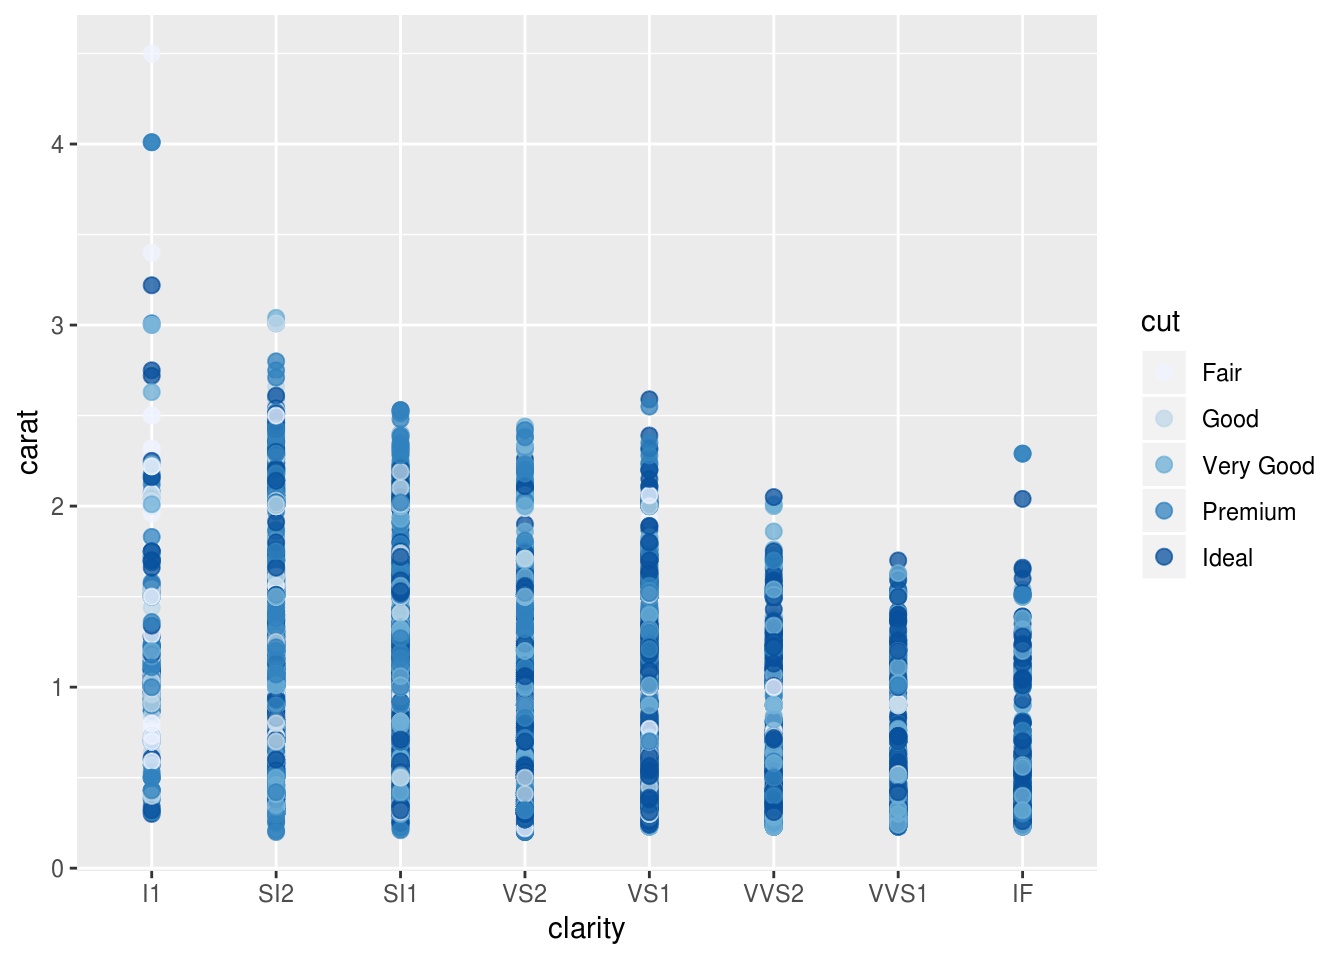 carat
4
3
2
1
0
I1 SI2 SI1 VS2 VS1 VVS2 VVS1 IF
clarity
cut
Fair
Good
Very Good
Premium
Ideal